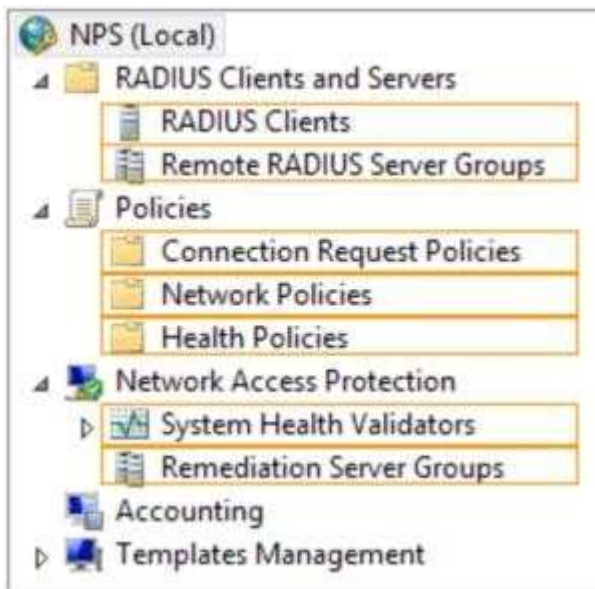 NPS (Local)
RADIUS Clients and Servers
RADIUS Clients
Remote RADIUS Server Groups
Policies
Connection Request Policies
Network Policies
Health Policies
Network Access Protection
System Health Validators
Remediation Server Groups
Accounting
Templates Management